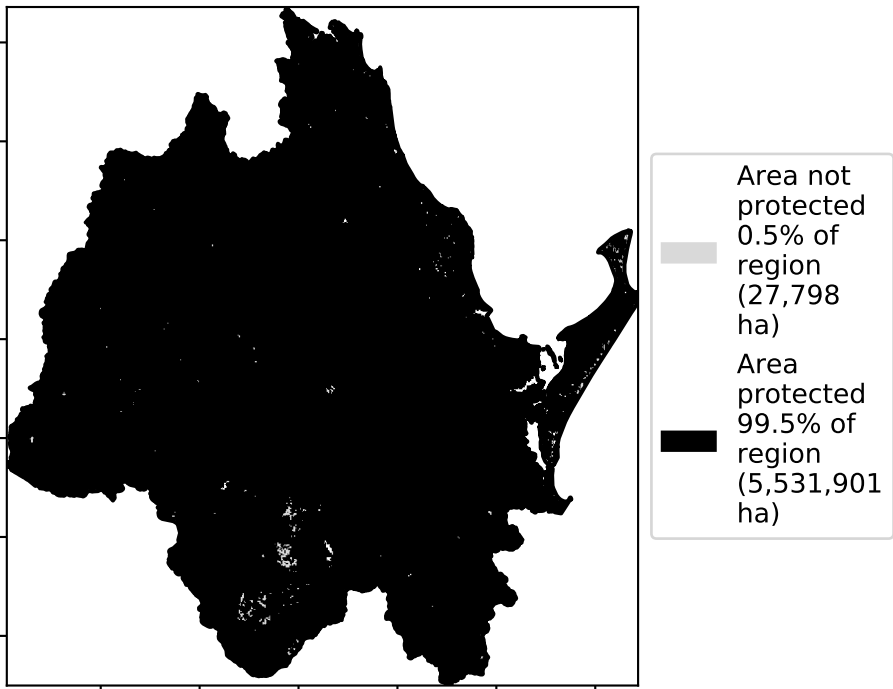 Area not
protected
0.5% of
region
(27,798
ha)
Area
protected
99.5% of
region
(5,531,901
ha)